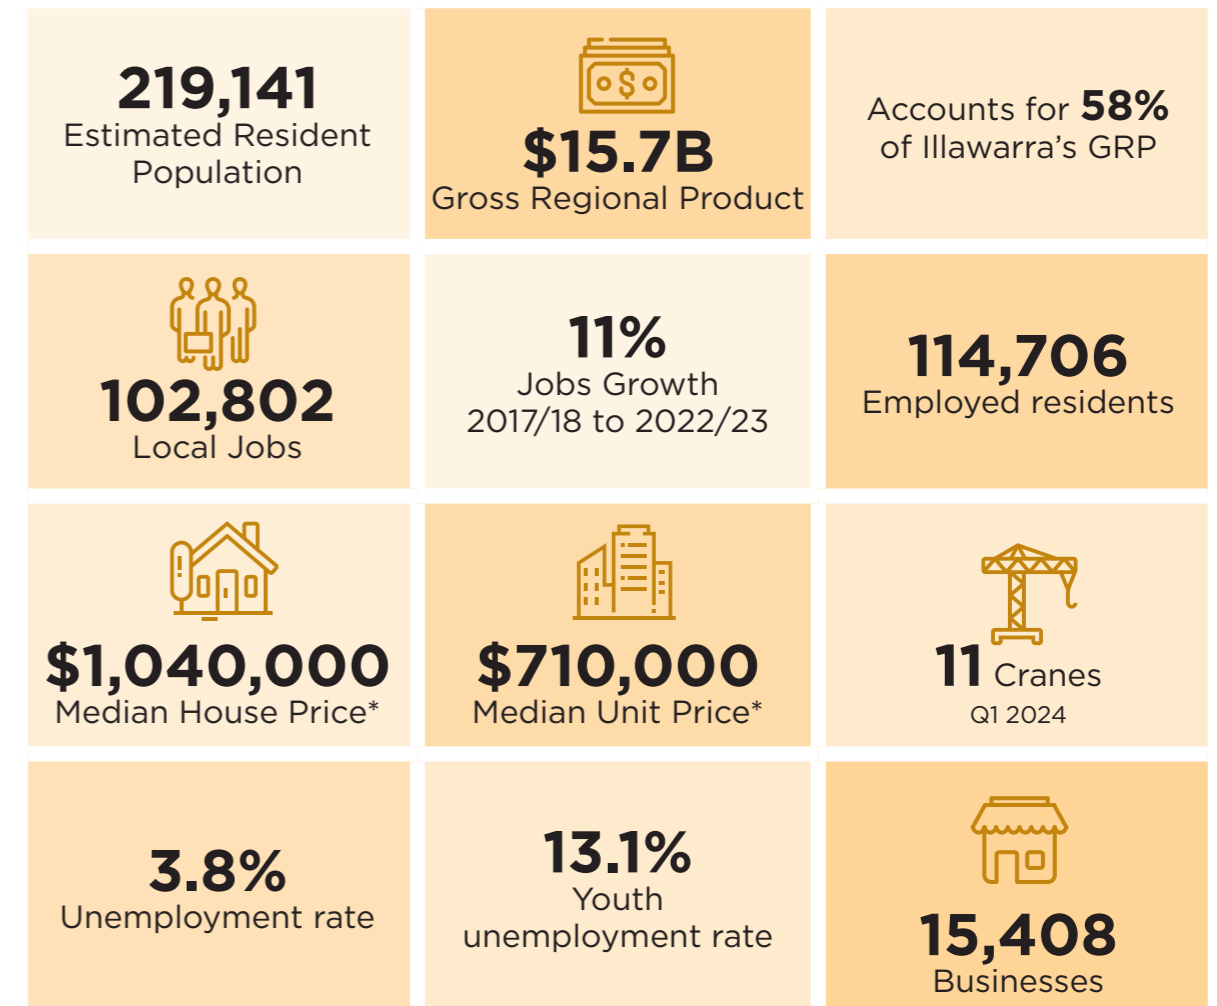 219,141
Estimated Resident
Population
$15.7B
Gross Regional Product
Accounts for 58%
of Illawarra's GRP
102,802
Local Jobs
11%
Jobs Growth
2017/18 to 2022/23
114,706
Employed residents
$1,040,000
Median House Price*
$710,000
Median Unit Price*
11 Cranes
Q1 2024
3.8%
Unemployment rate
13.1%
Youth
unemployment rate
15,408
Businesses